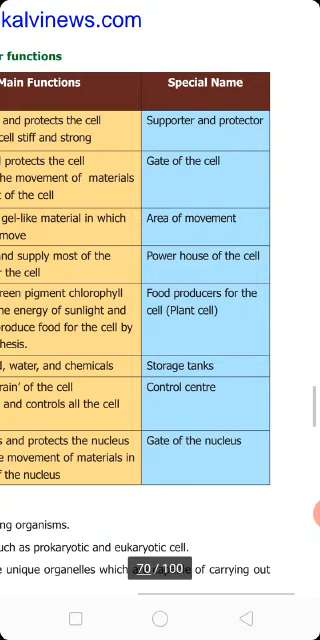 kalvinews.com
r functions
Main Functions Special Name
and protects the cell Supporter and protector
cell stiff and strong
protects the cell Gate of the cell
he movement of materials
t of the cell
gel-like material in which Area of movement
move
and supply most of the Power house of the cell
r the cell
reen pigment chlorophyll Food producers for the
he energy of sunlight and cell (Plant cell)
produce food for the cell by
hesis.
d, water, and chemicals Storage tanks
rain' of the cell Control centre
and controls all the cell
s and protects the nucleus Gate of the nucleus
e movement of materials in
f the nucleus
ng organisms.
uch as prokaryotic and eukaryotic cell.
e unique organelles which of carrying out
70 / 100